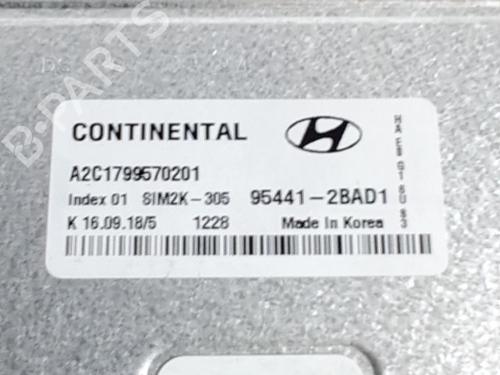 B-PARTS
CONTINENTAL
A2C1799570201
Index 01 SIM2K-305 95441-2BAD1
K 16.09.18/5 1228 Made in Korea